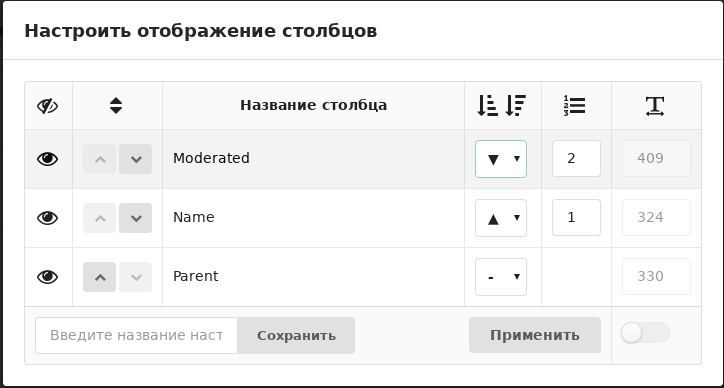 Настроить отображение столбцов
Название столбца
Moderated ▼ ▾ 2 409
Name ▲ ▾ 1 324
Parent - ▾ 330
Введите название наст Сохранить Применить